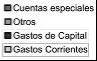 Cuentas especiales
Otros
Gastos de Capital
Gastos Corrientes